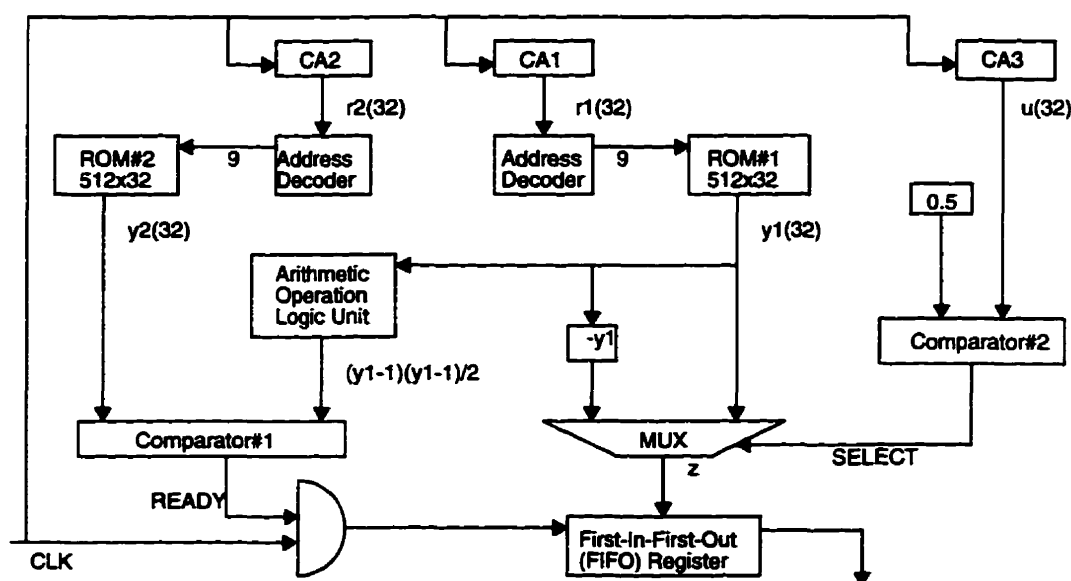 CA2
CA1
CA3
r2(32)
r1(32)
u(32)
ROM#2
512x32
9
Address
Decoder
Address
Decoder
9
ROM#1
512x32
0.5
y2(32)
y1(32)
Arithmetic
Operation
Logic Unit
-y1
Comparator#2
(y1-1)(y1-1)/2
Comparator#1
MUX
SELECT
z
READY
CLK
First-In-First-Out
(FIFO) Register